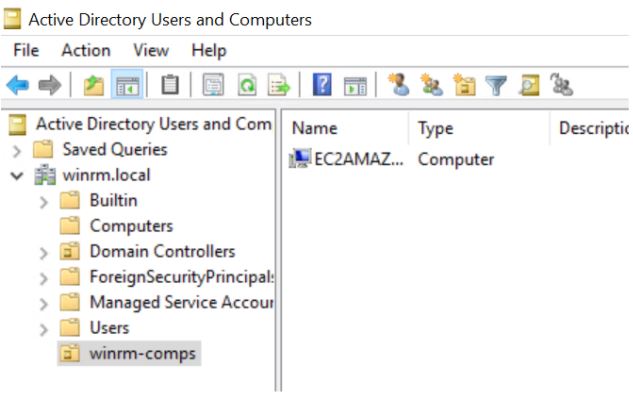 Active Directory Users and Computers
File Action View Help
Active Directory Users and Com
Name Type Descriptio
Saved Queries
EC2AMAZ... Computer
winrm.local
Builtin
Computers
Domain Controllers
ForeignSecurityPrincipals
Managed Service Accour
Users
winrm-comps